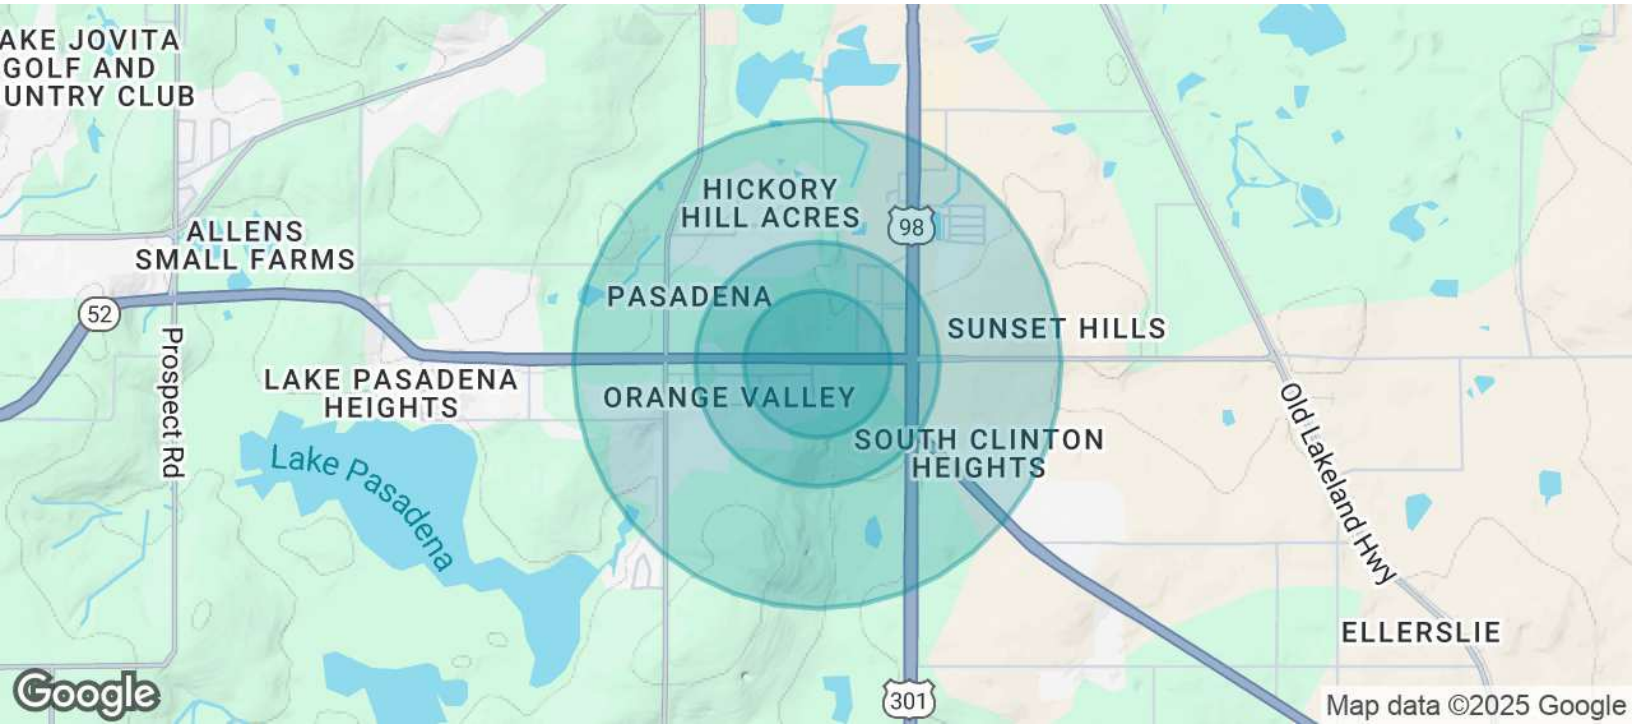 AKE JOVITA
GOLF AND
UNTRY CLUB
HICKORY
HILL ACRES
98
ALLENS
SMALL FARMS
PASADENA
52
SUNSET HILLS
Prospect Rd
LAKE PASADENA
HEIGHTS
ORANGE VALLEY
SOUTH CLINTON
HEIGHTS
Lake Pasadena
Old Lakeland Hwy
ELLERSLIE
Google
301
Map data ©2025 Google